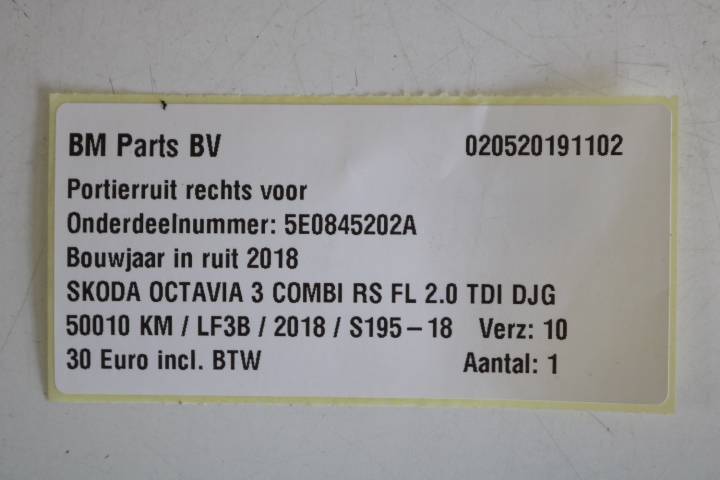 BM Parts BV 020520191102
Portierruit rechts voor
Onderdeelnummer: 5E0845202A
Bouwjaar in ruit 2018
SKODA OCTAVIA 3 COMBI RS FL 2.0 TDI DJG
50010 KM / LF3B / 2018 / S195-18 Verz: 10
30 Euro incl. BTW Aantal: 1